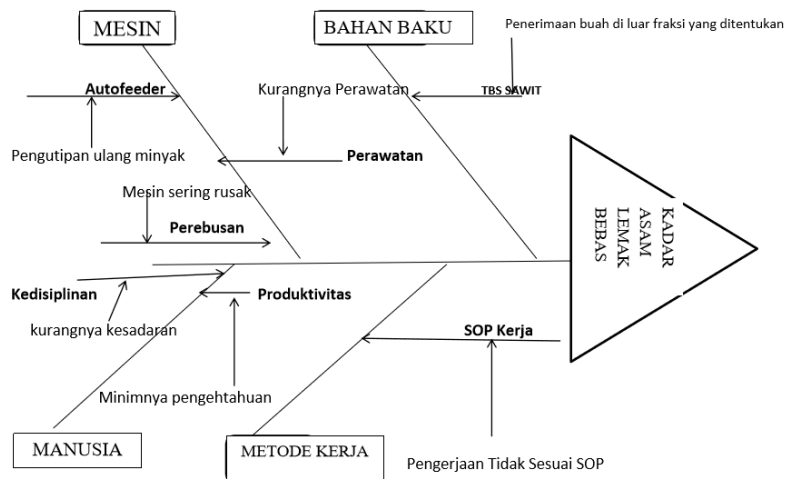 Penerimaan buah di luar fraksi yang ditentukan
MESIN
BAHAN BAKU
Autofeeder
Kurangnya Perawatan
TBS SAWIT
Pengutipan ulang minyak
Perawatan
Mesin sering rusak
Perebusan
KADAR
ASAM
LEMAK
BEBAS
Kedisiplinan
Produktivitas
kurangnya kesadaran
SOP Kerja
Minimnya pengehtahuan
MANUSIA
METODE KERJA
Pengerjaan Tidak Sesuai SOP